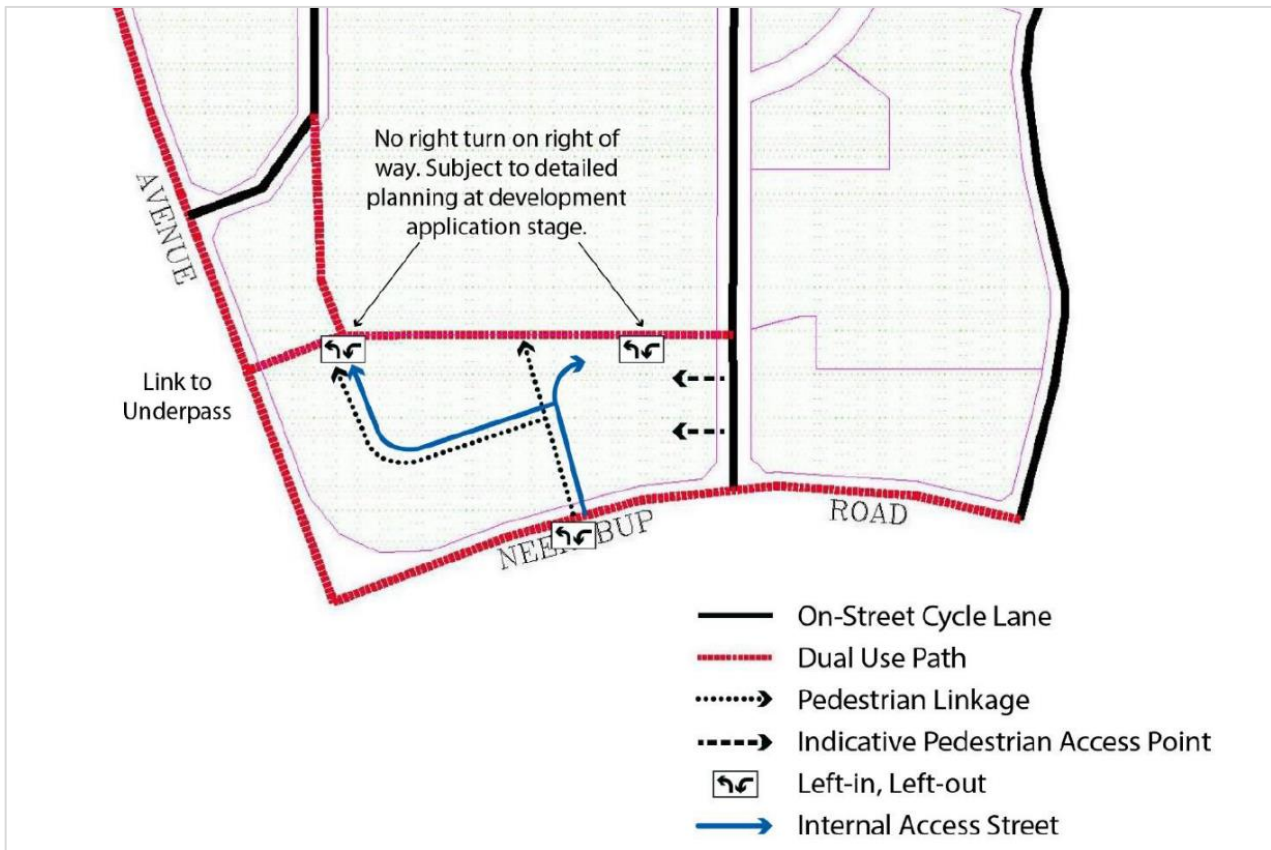 No right turn on right of
way. Subject to detailed
planning at development
application stage.
AVENUE
Link to
Underpass
ROAD
On-Street Cycle Lane
Dual Use Path
Pedestrian Linkage
Indicative Pedestrian Access Point
Left-in, Left-out
Internal Access Street